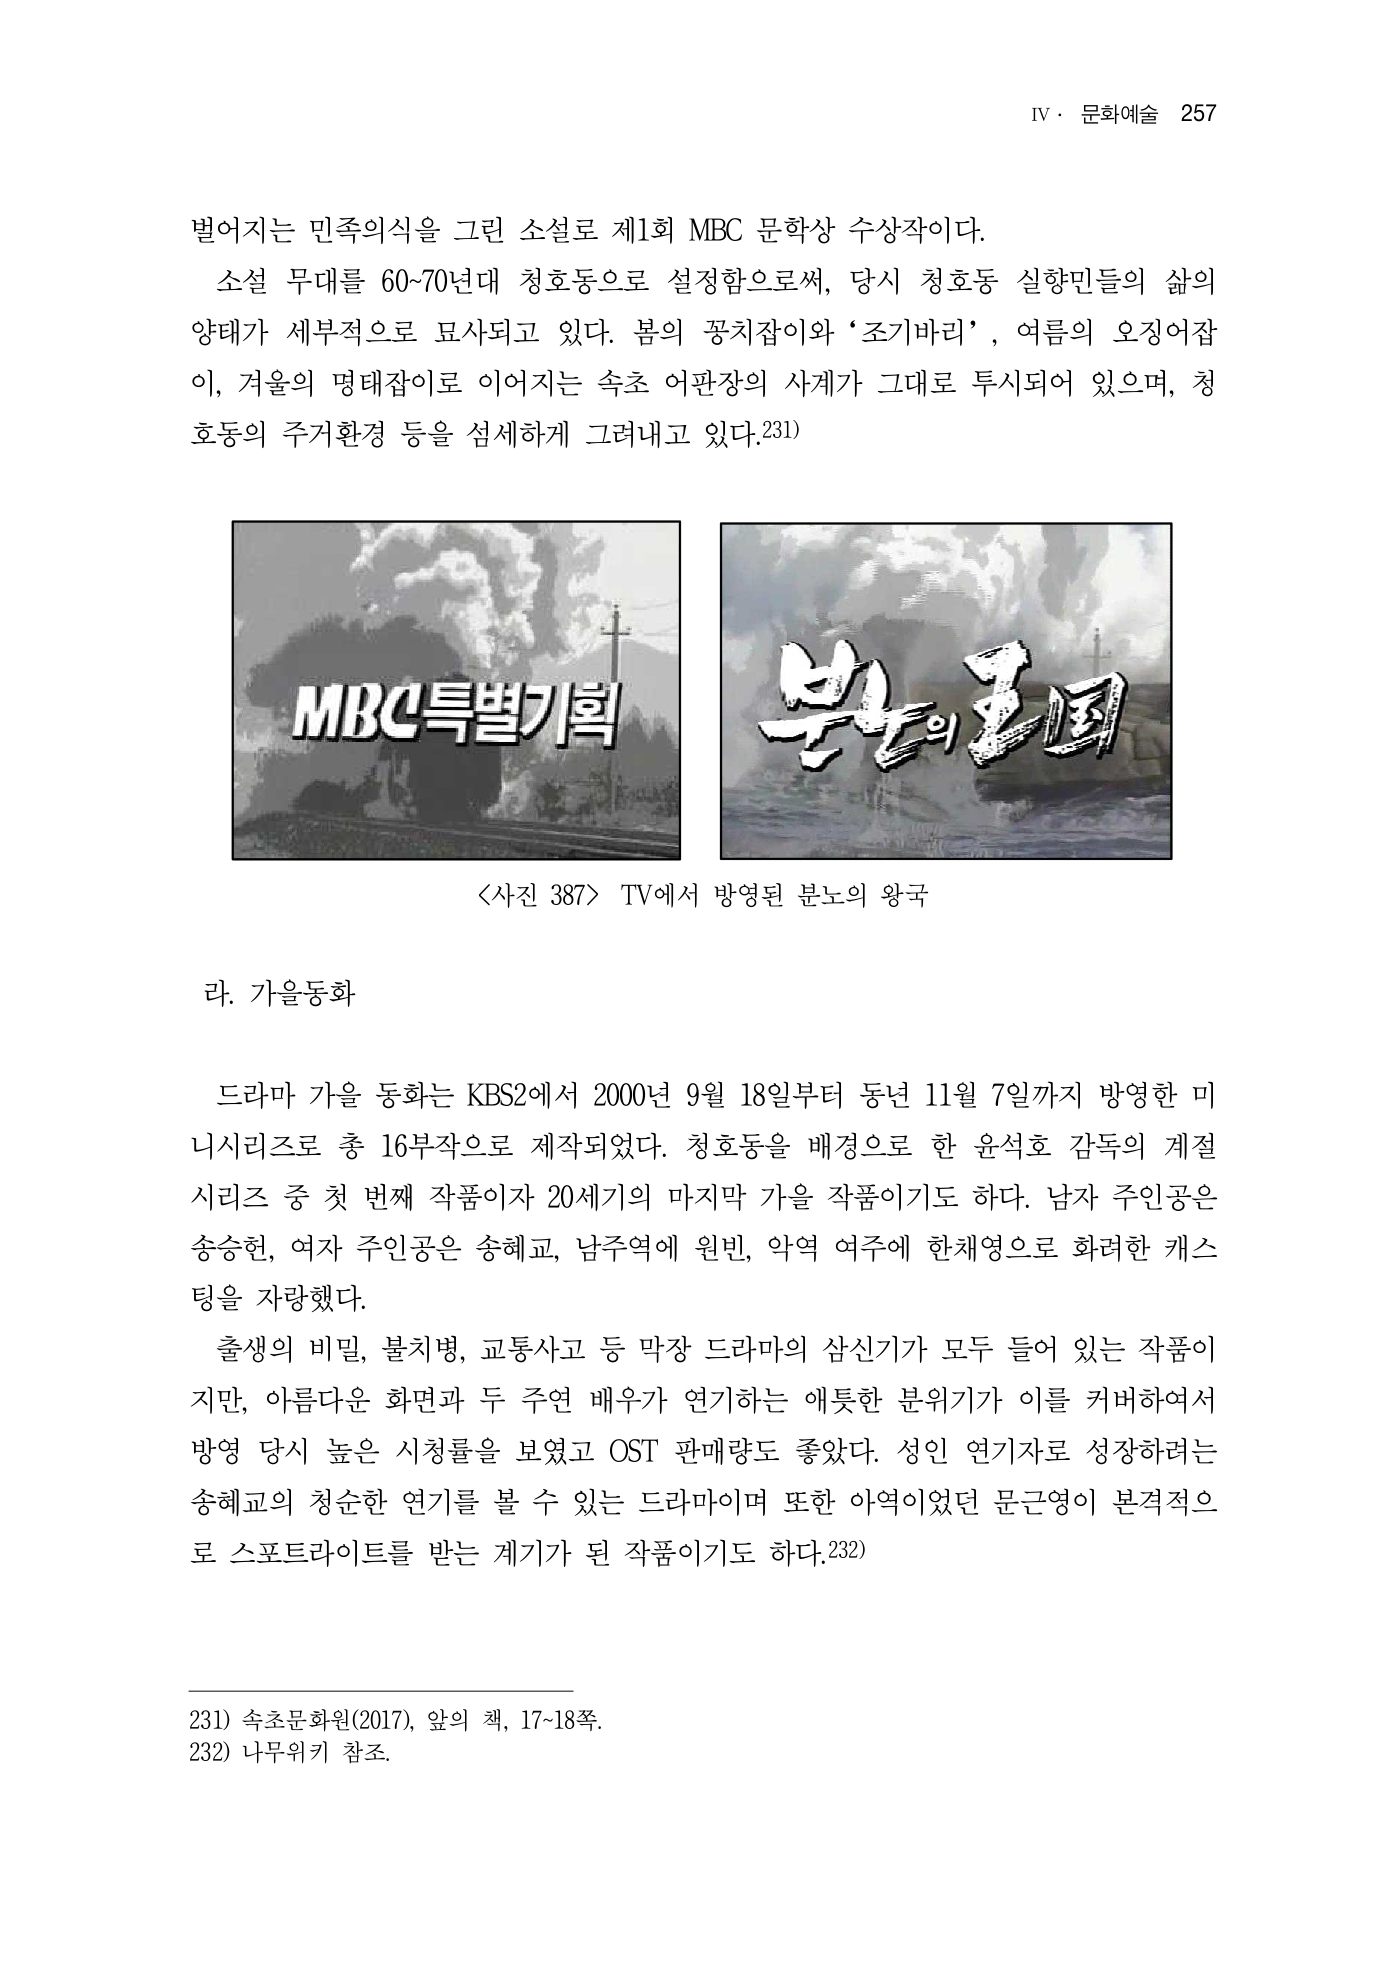 IV · 문화예술 257
벌어지는 민족의식을 그린 소설로 제1회 MBC 문학상 수상작이다.
소설 무대를 60~70년대 청호동으로 설정함으로써, 당시 청호동 실향민들의 삶의
양태가 세부적으로 묘사되고 있다. 봄의 꽁치잡이와 ‘조기바리’, 여름의 오징어잡
이, 겨울의 명태잡이로 이어지는 속초 어판장의 사계가 그대로 투시되어 있으며, 청
호동의 주거환경 등을 섬세하게 그려내고 있다.231)
MBC특별기획
분노의 王國
<사진 387> TV에서 방영된 분노의 왕국
라. 가을동화
드라마 가을 동화는 KBS2에서 2000년 9월 18일부터 동년 11월 7일까지 방영한 미
니시리즈로 총 16부작으로 제작되었다. 청호동을 배경으로 한 윤석호 감독의 계절
시리즈 중 첫 번째 작품이자 20세기의 마지막 가을 작품이기도 하다. 남자 주인공은
송승헌, 여자 주인공은 송혜교, 남주역에 원빈, 악역 여주에 한채영으로 화려한 캐스
팅을 자랑했다.
출생의 비밀, 불치병, 교통사고 등 막장 드라마의 삼신기가 모두 들어 있는 작품이
지만, 아름다운 화면과 두 주연 배우가 연기하는 애틋한 분위기가 이를 커버하여서
방영 당시 높은 시청률을 보였고 OST 판매량도 좋았다. 성인 연기자로 성장하려는
송혜교의 청순한 연기를 볼 수 있는 드라마이며 또한 아역이었던 문근영이 본격적으
로 스포트라이트를 받는 계기가 된 작품이기도 하다.232)
231) 속초문화원(2017), 앞의 책, 17~18쪽.
232) 나무위키 참조.